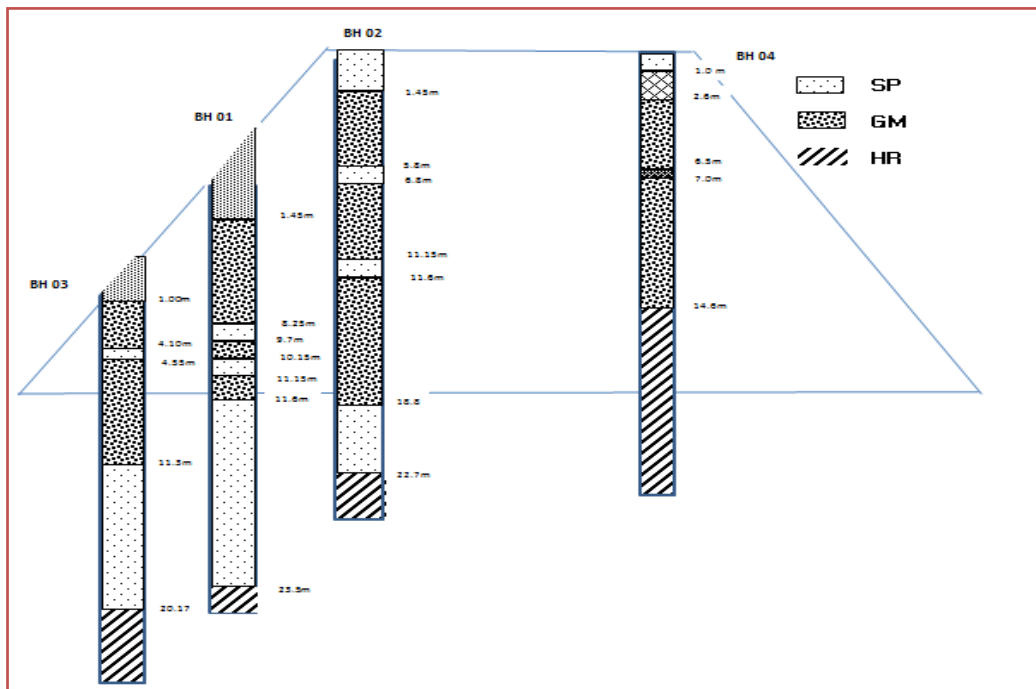 BH 02
1.45m
5.8m
6.8m
11.15m
11.6m
18.8
22.7m
BH 04
1.0 m
2.6m
6.5m
7.0m
14.6m
SP
GM
HR
BH 01
1.45m
8.25m
9.7m
10.15m
11.15m
11.6m
23.5m
BH 03
1.00m
4.10m
4.55m
11.5m
20.17